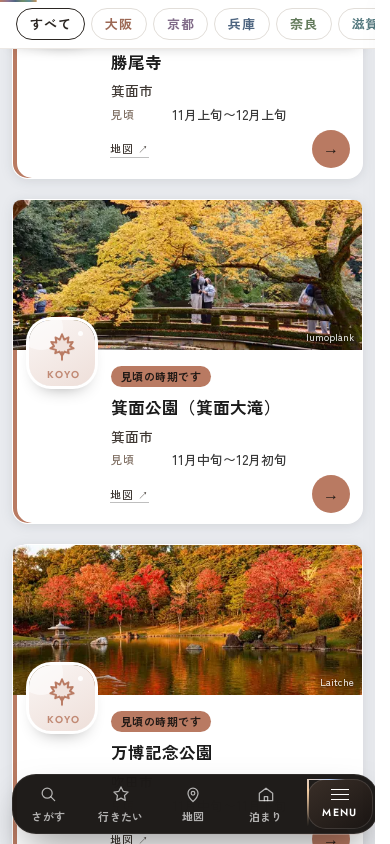 すべて 大阪 京都 兵庫 奈良
勝尾寺
箕面市
見頃 11月上旬〜12月上旬
地図 ↗
→
lumoplank
KOYO
見頃の時期です
箕面公園（箕面大滝）
箕面市
見頃 11月中旬〜12月初旬
地図 ↗
→
Laitche
KOYO
見頃の時期です
万博記念公園
さがす 行きたい 地図 泊まり MENU
地図 ↗